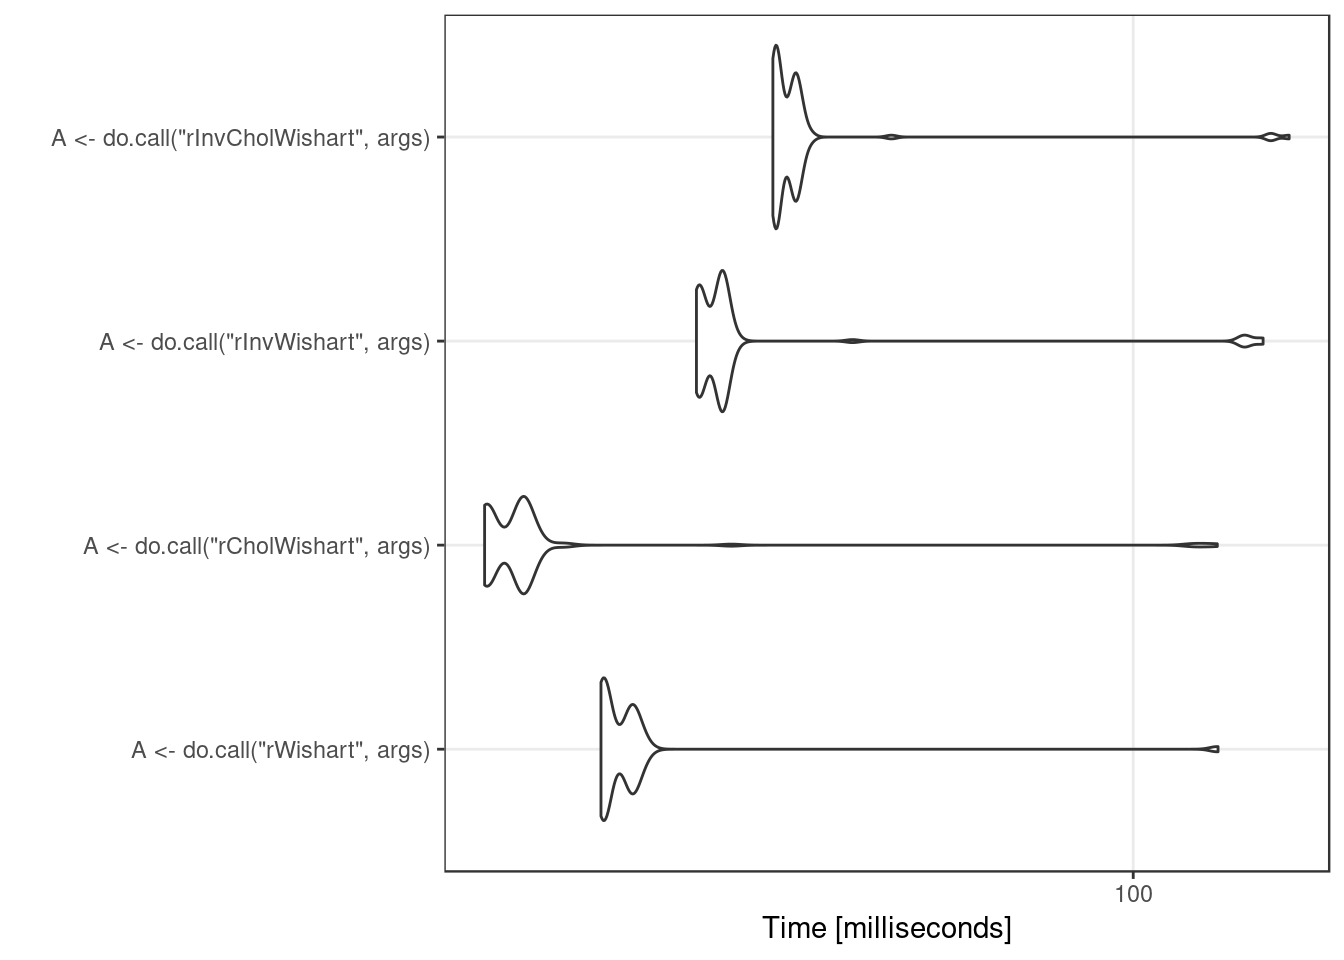 A <- do.call("rInvCholWishart", args)
A <- do.call("rInvWishart", args)
A <- do.call("rCholWishart", args)
A <- do.call("rWishart", args)
100
Time [milliseconds]